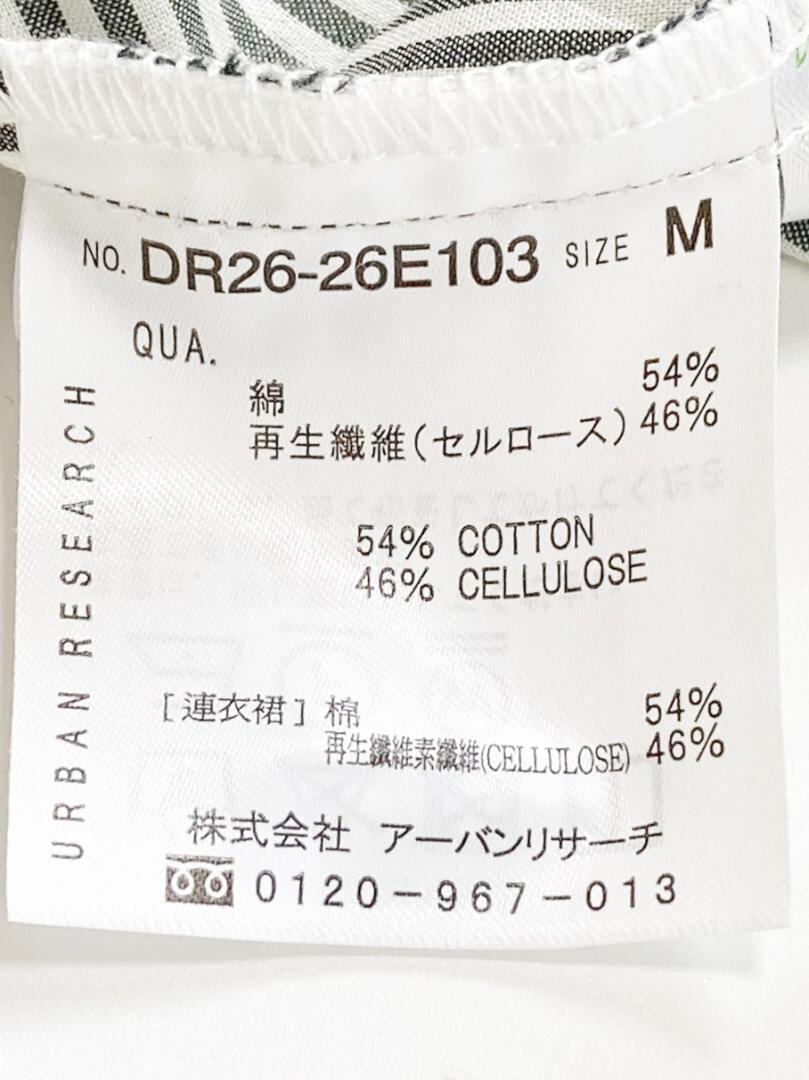 NO. DR26-26E103 SIZE M
QUA.
綿 54%
再生繊維(セルロース) 46%
54% COTTON
46% CELLULOSE
[連衣裙] 棉 54%
再生纖維素纖維(CELLULOSE) 46%
株式会社 アーバンリサーチ
0120-967-013
URBAN RESEARCH